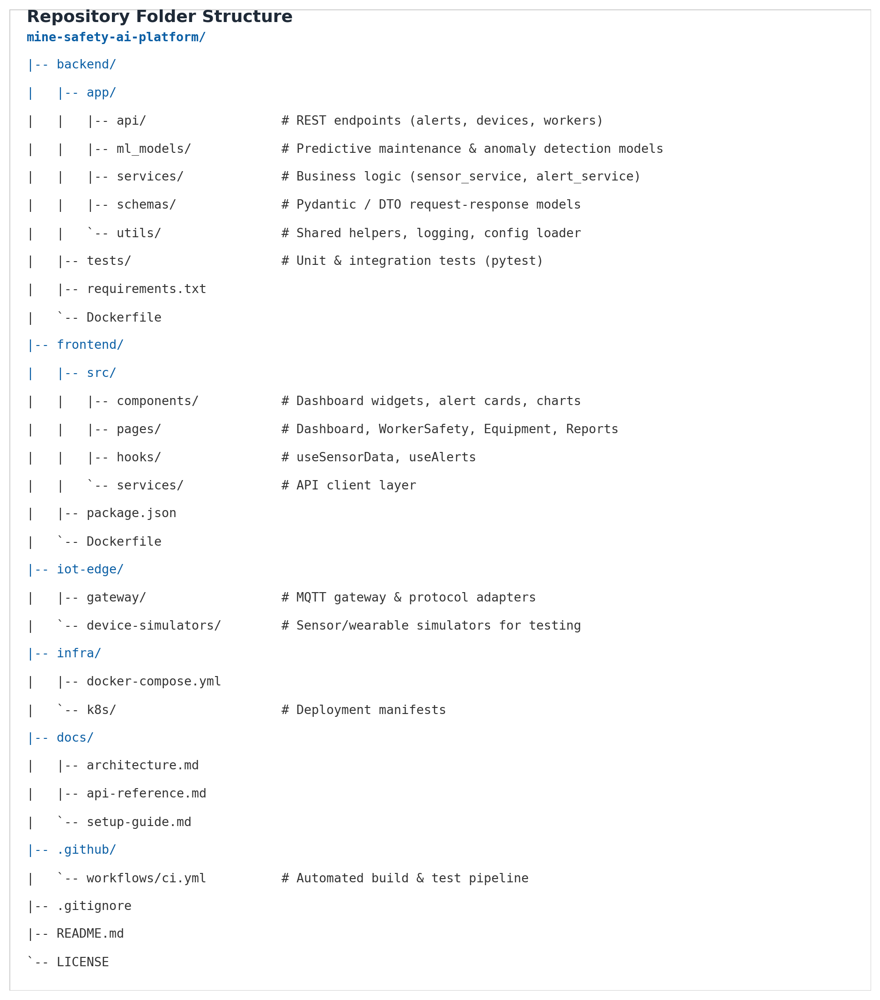 Repository Folder Structure
mine-safety-ai-platform/
|-- backend/
|   |-- app/
|   |   |-- api/                  # REST endpoints (alerts, devices, workers)
|   |   |-- ml_models/            # Predictive maintenance & anomaly detection models
|   |   |-- services/             # Business logic (sensor_service, alert_service)
|   |   |-- schemas/              # Pydantic / DTO request-response models
|   |   `-- utils/                # Shared helpers, logging, config loader
|   |-- tests/                    # Unit & integration tests (pytest)
|   |-- requirements.txt
|   `-- Dockerfile
|-- frontend/
|   |-- src/
|   |   |-- components/           # Dashboard widgets, alert cards, charts
|   |   |-- pages/                # Dashboard, WorkerSafety, Equipment, Reports
|   |   |-- hooks/                # useSensorData, useAlerts
|   |   `-- services/             # API client layer
|   |-- package.json
|   `-- Dockerfile
|-- iot-edge/
|   |-- gateway/                  # MQTT gateway & protocol adapters
|   `-- device-simulators/        # Sensor/wearable simulators for testing
|-- infra/
|   |-- docker-compose.yml
|   `-- k8s/                      # Deployment manifests
|-- docs/
|   |-- architecture.md
|   |-- api-reference.md
|   `-- setup-guide.md
|-- .github/
|   `-- workflows/ci.yml          # Automated build & test pipeline
|-- .gitignore
|-- README.md
`-- LICENSE